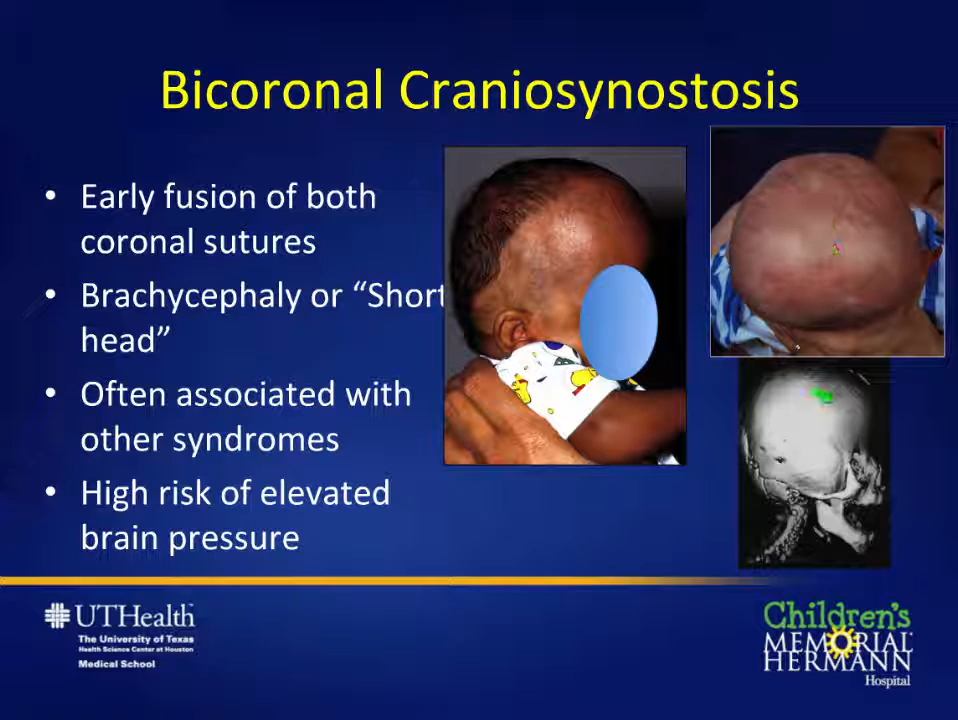 Bicoronal Craniosynostosis
• Early fusion of both
coronal sutures
• Brachycephaly or “Short
head”
• Often associated with
other syndromes
• High risk of elevated
brain pressure
UTHealth
The University of Texas
Health Science Center at Houston
Medical School
Children's
MEMORIAL
HERMANN
Hospital